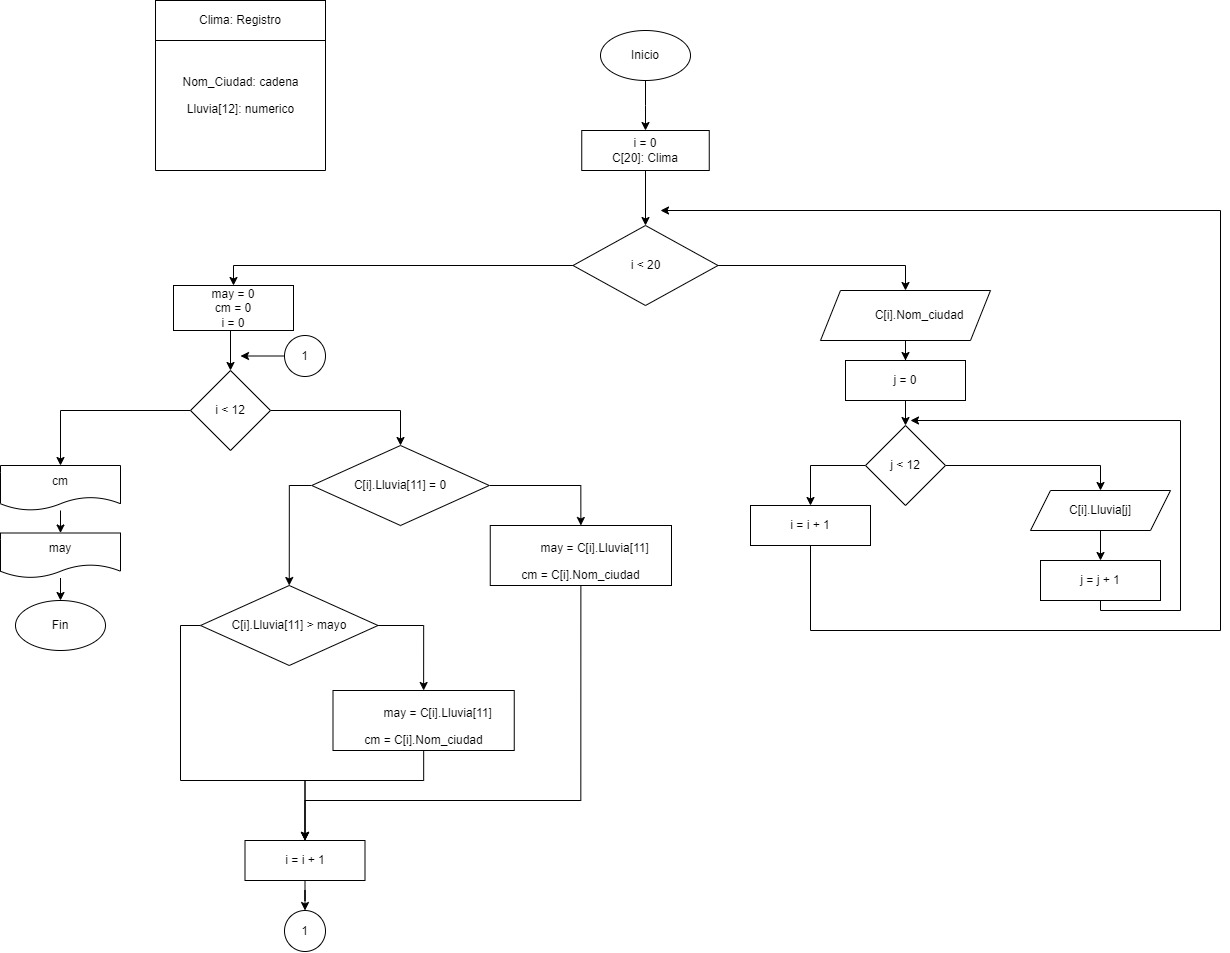 Clima: Registro
Nom_Ciudad: cadena
Lluvia[12]: numerico
Inicio
i = 0
C[20]: Clima
i < 20
may = 0
cm = 0
i = 0
1
i < 12
cm
may
Fin
C[i].Lluvia[11] = 0
may = C[i].Lluvia[11]
cm = C[i].Nom_ciudad
C[i].Lluvia[11] > mayo
may = C[i].Lluvia[11]
cm = C[i].Nom_ciudad
i = i + 1
1
C[i].Nom_ciudad
j = 0
j < 12
i = i + 1
C[i].Lluvia[j]
j = j + 1